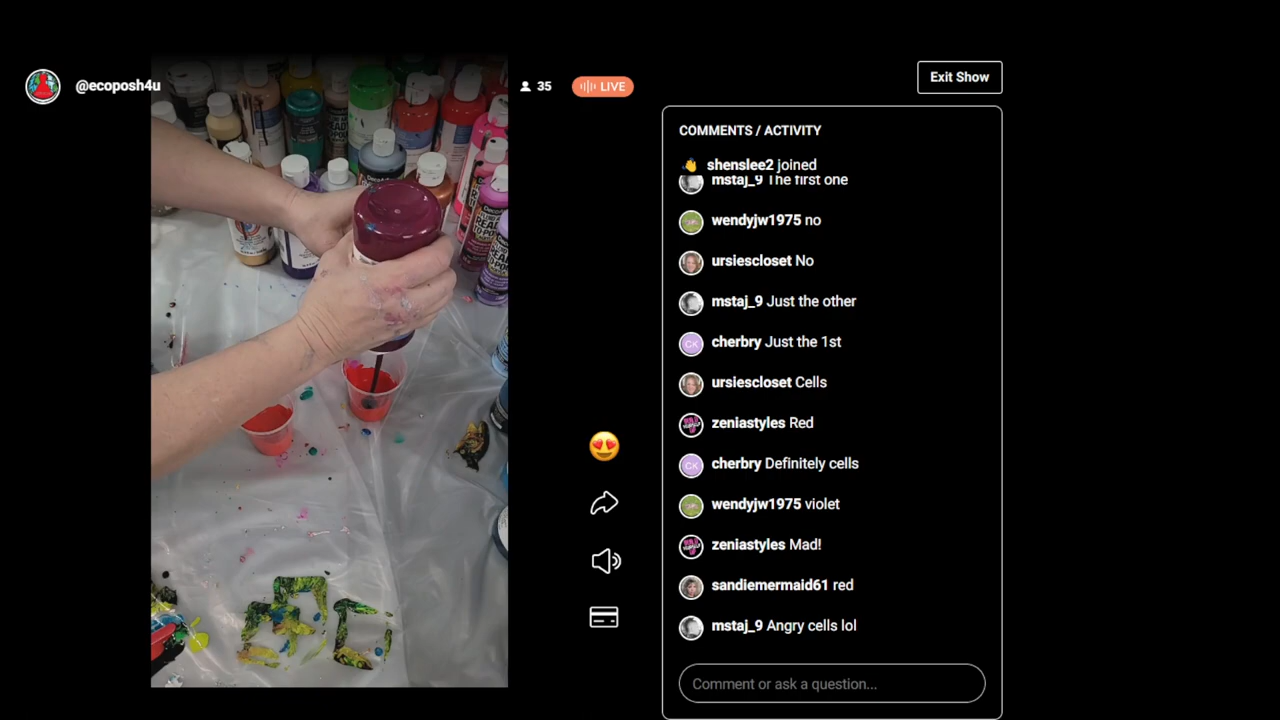 @ecoposh4u
35
LIVE
Exit Show
COMMENTS / ACTIVITY
shenslee2 joined
mstaj_9 The first one
wendyjw1975 no
ursiescloset No
mstaj_9 Just the other
cherbry Just the 1st
ursiescloset Cells
zeniastyles Red
cherbry Definitely cells
wendyjw1975 violet
zeniastyles Mad!
sandiemermaid61 red
mstaj_9 Angry cells lol
Comment or ask a question...
CK
CK